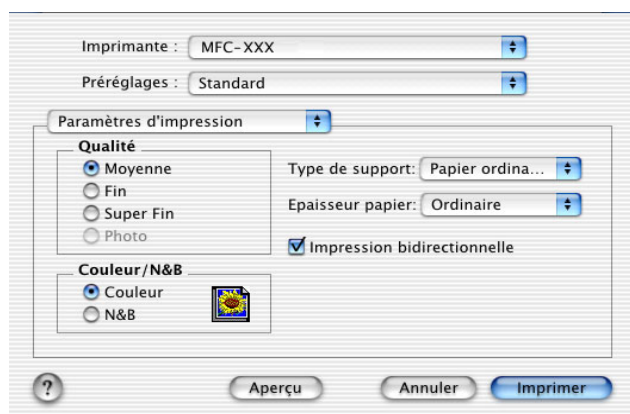 Imprimante : MFC-XXX
Préréglages : Standard
Paramètres d'impression
Qualité
Moyenne
Fin
Super Fin
Photo
Type de support: Papier ordina...
Epaisseur papier: Ordinaire
Impression bidirectionnelle
Couleur/N&B
Couleur
N&B
? Aperçu Annuler Imprimer